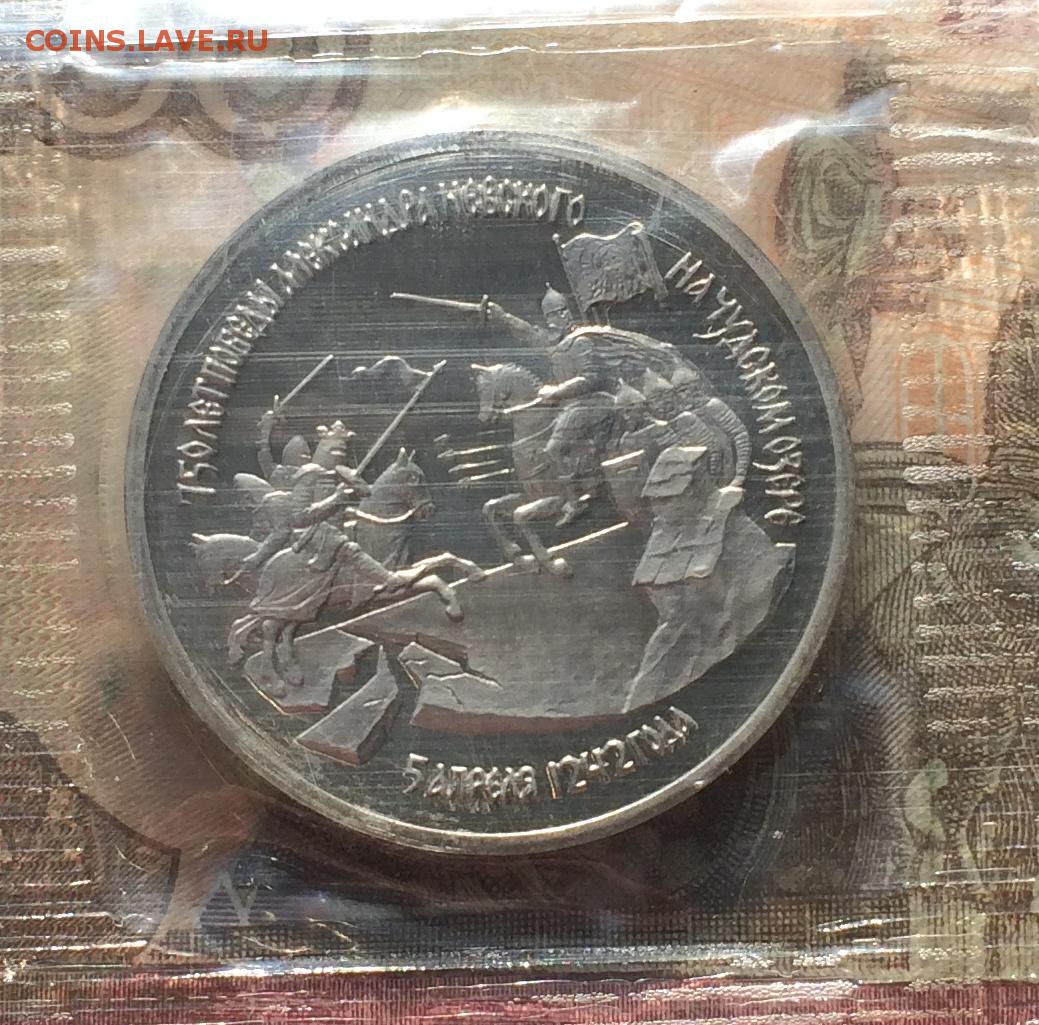 COINS.LAVE.RU
750 ЛЕТ ПОБЕДЫ АЛЕКСАНДРА НЕВСКОГО
НА ЧУДСКОМ ОЗЕРЕ
5 АПРЕЛЯ 1242 ГОДА